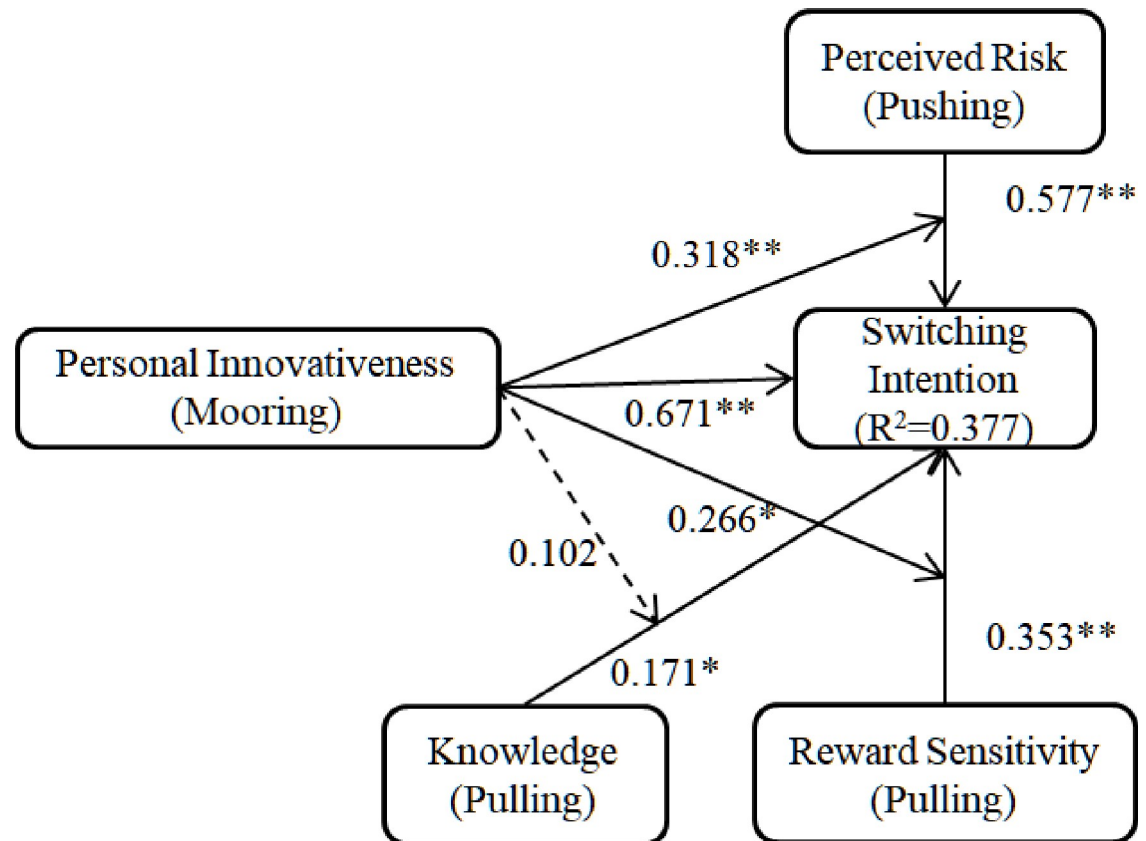 Perceived Risk
(Pushing)
0.577**
0.318**
Personal Innovativeness
(Mooring)
Switching
Intention
(R²=0.377)
0.671**
0.266*
0.102
0.353**
0.171*
Knowledge
(Pulling)
Reward Sensitivity
(Pulling)